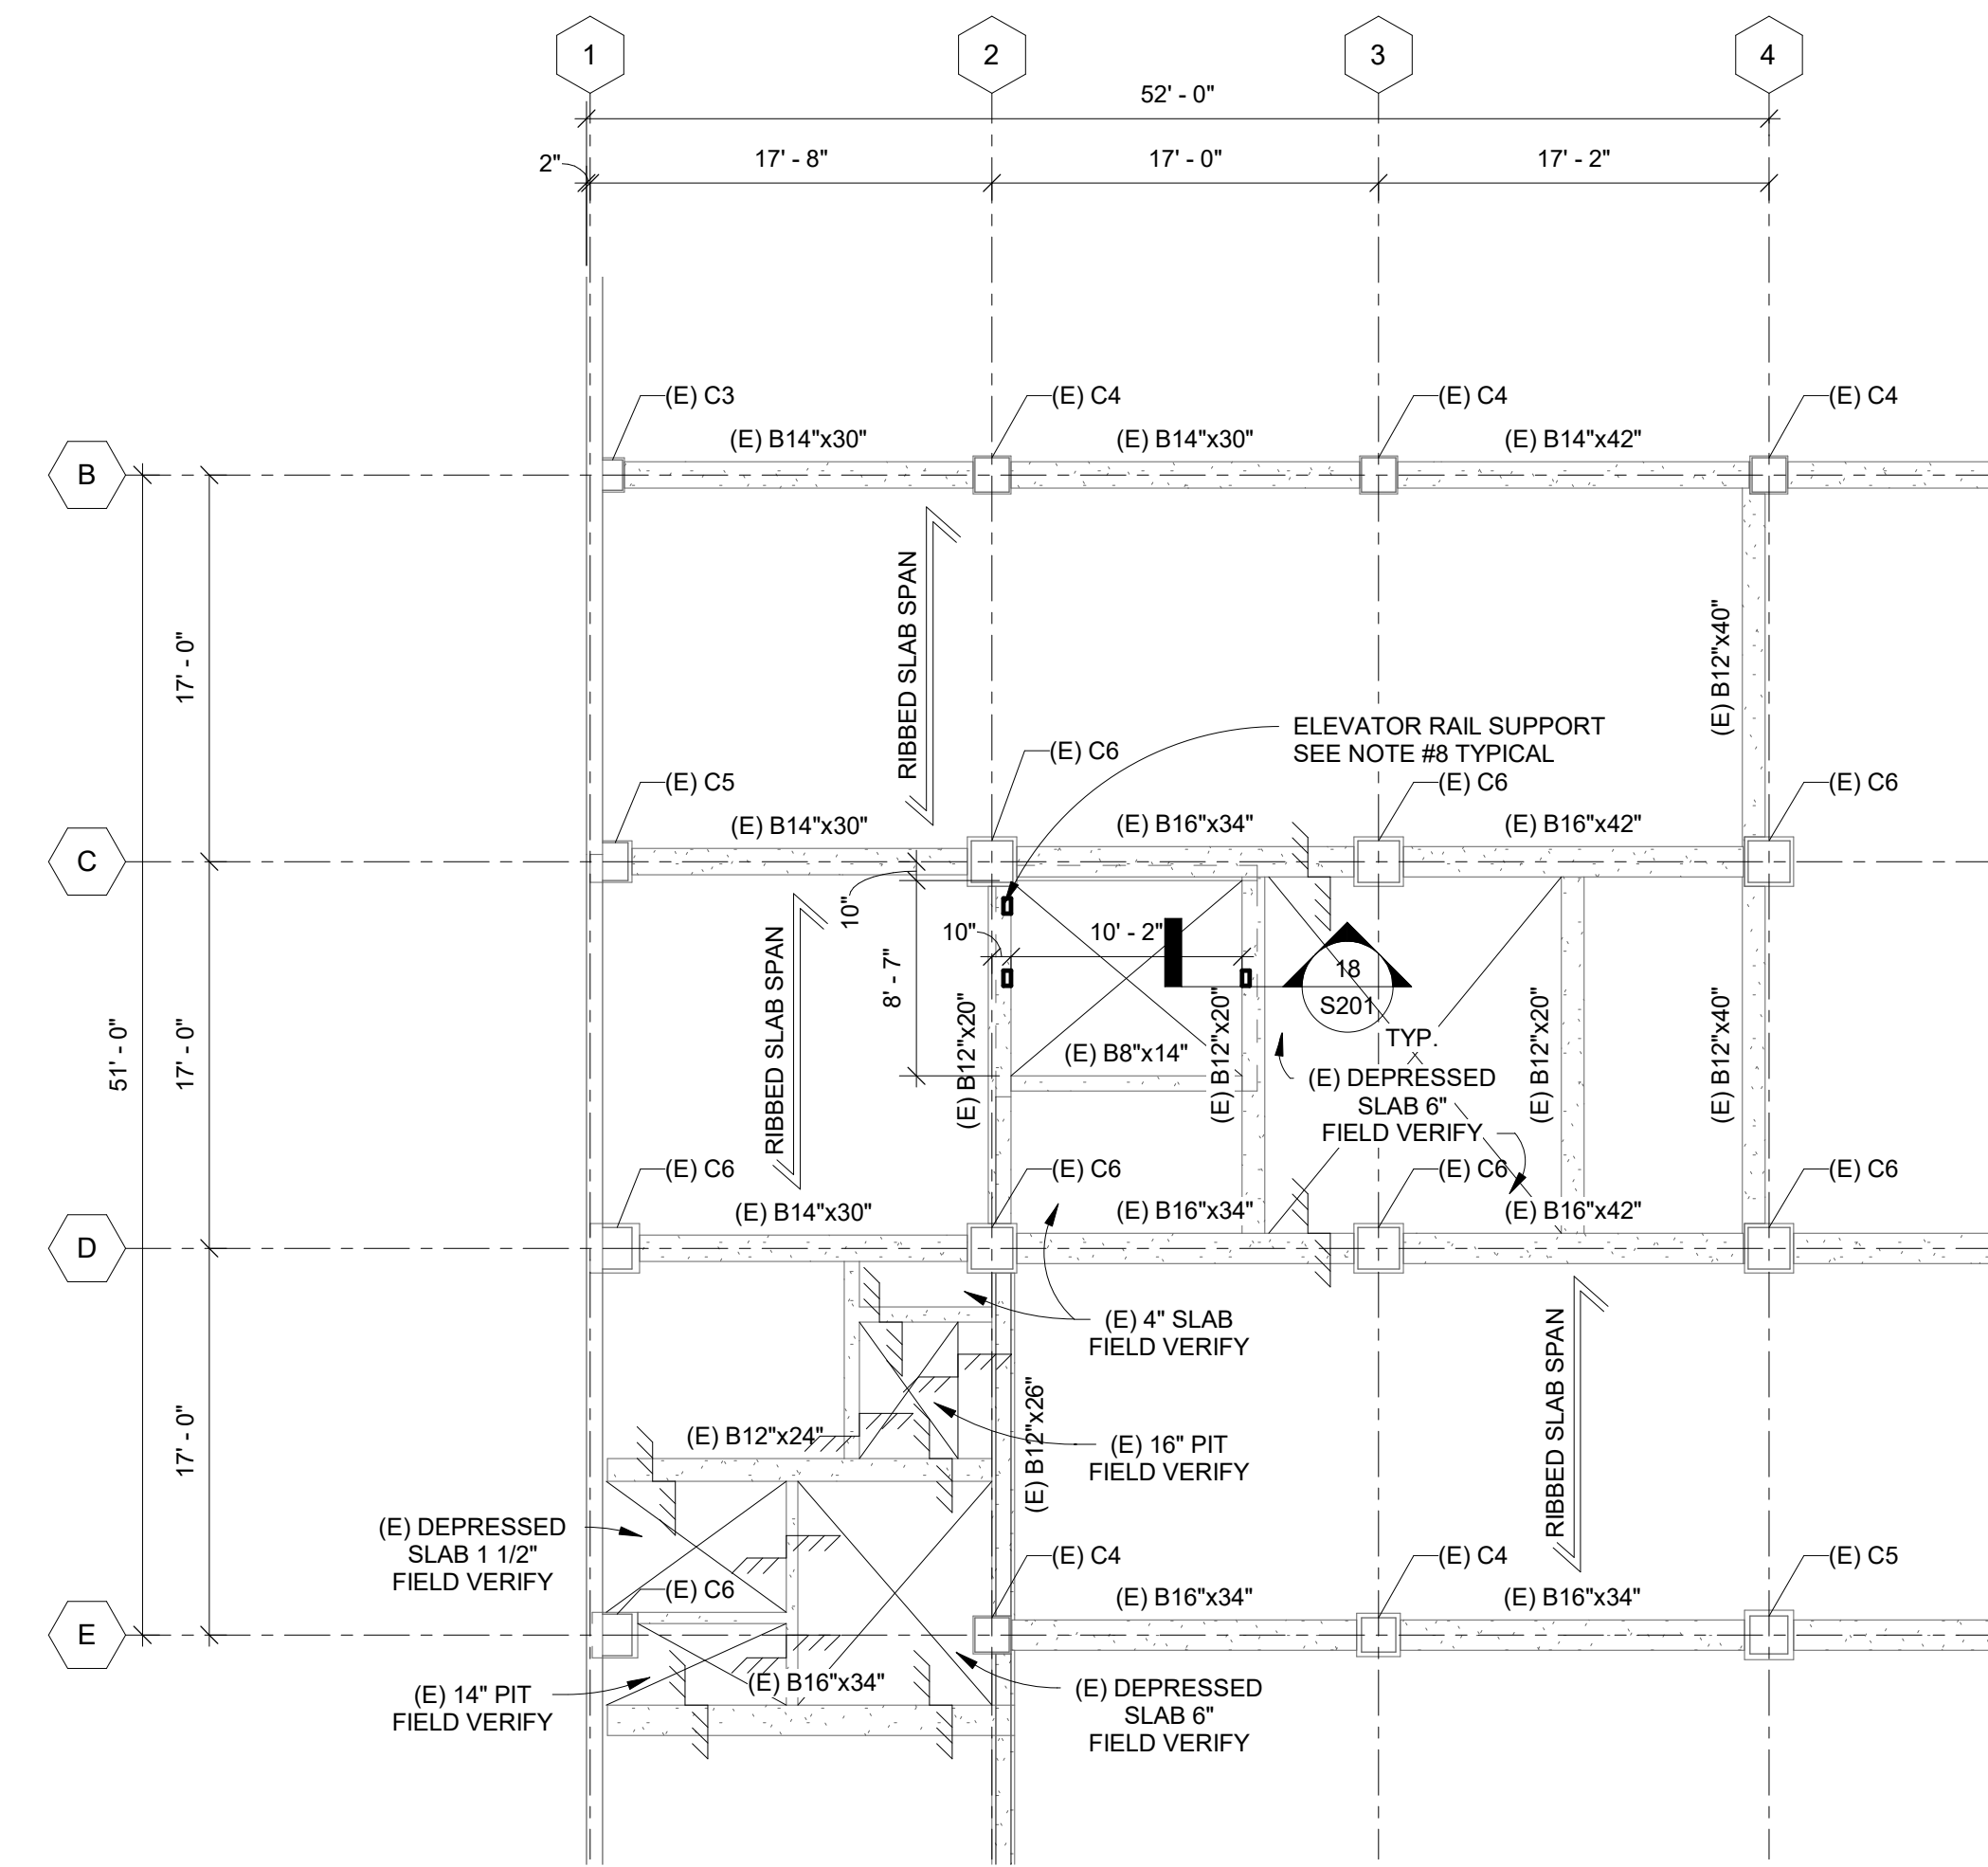 1
2
3
4
52' - 0"
2"
17' - 8"
17' - 0"
17' - 2"
(E) C3
(E) C4
(E) C4
(E) C4
(E) B14"x30"
(E) B14"x30"
(E) B14"x42"
B
17' - 0"
RIBBED SLAB SPAN
(E) B12"x40"
ELEVATOR RAIL SUPPORT
SEE NOTE #8 TYPICAL
(E) C6
(E) C5
(E) C6
(E) C6
(E) B14"x30"
(E) B16"x34"
(E) B16"x42"
C
10"
10"
10' - 2"
8' - 7"
18
S201
TYP.
51' - 0"
17' - 0"
RIBBED SLAB SPAN
(E) B12"x20"
(E) B8"x14"
(E) B12"x20"
(E) DEPRESSED
SLAB 6"
FIELD VERIFY
(E) B12"x20"
(E) B12"x40"
(E) C6
(E) C6
(E) C6
(E) C6
(E) B14"x30"
(E) B16"x34"
(E) B16"x42"
D
(E) 4" SLAB
FIELD VERIFY
17' - 0"
(E) B12"x24"
(E) B12"x26"
(E) 16" PIT
FIELD VERIFY
RIBBED SLAB SPAN
(E) DEPRESSED
SLAB 1 1/2"
FIELD VERIFY
(E) C6
(E) C4
(E) C4
(E) C5
(E) B16"x34"
(E) B16"x34"
E
(E) B16"x34"
(E) 14" PIT
FIELD VERIFY
(E) DEPRESSED
SLAB 6"
FIELD VERIFY